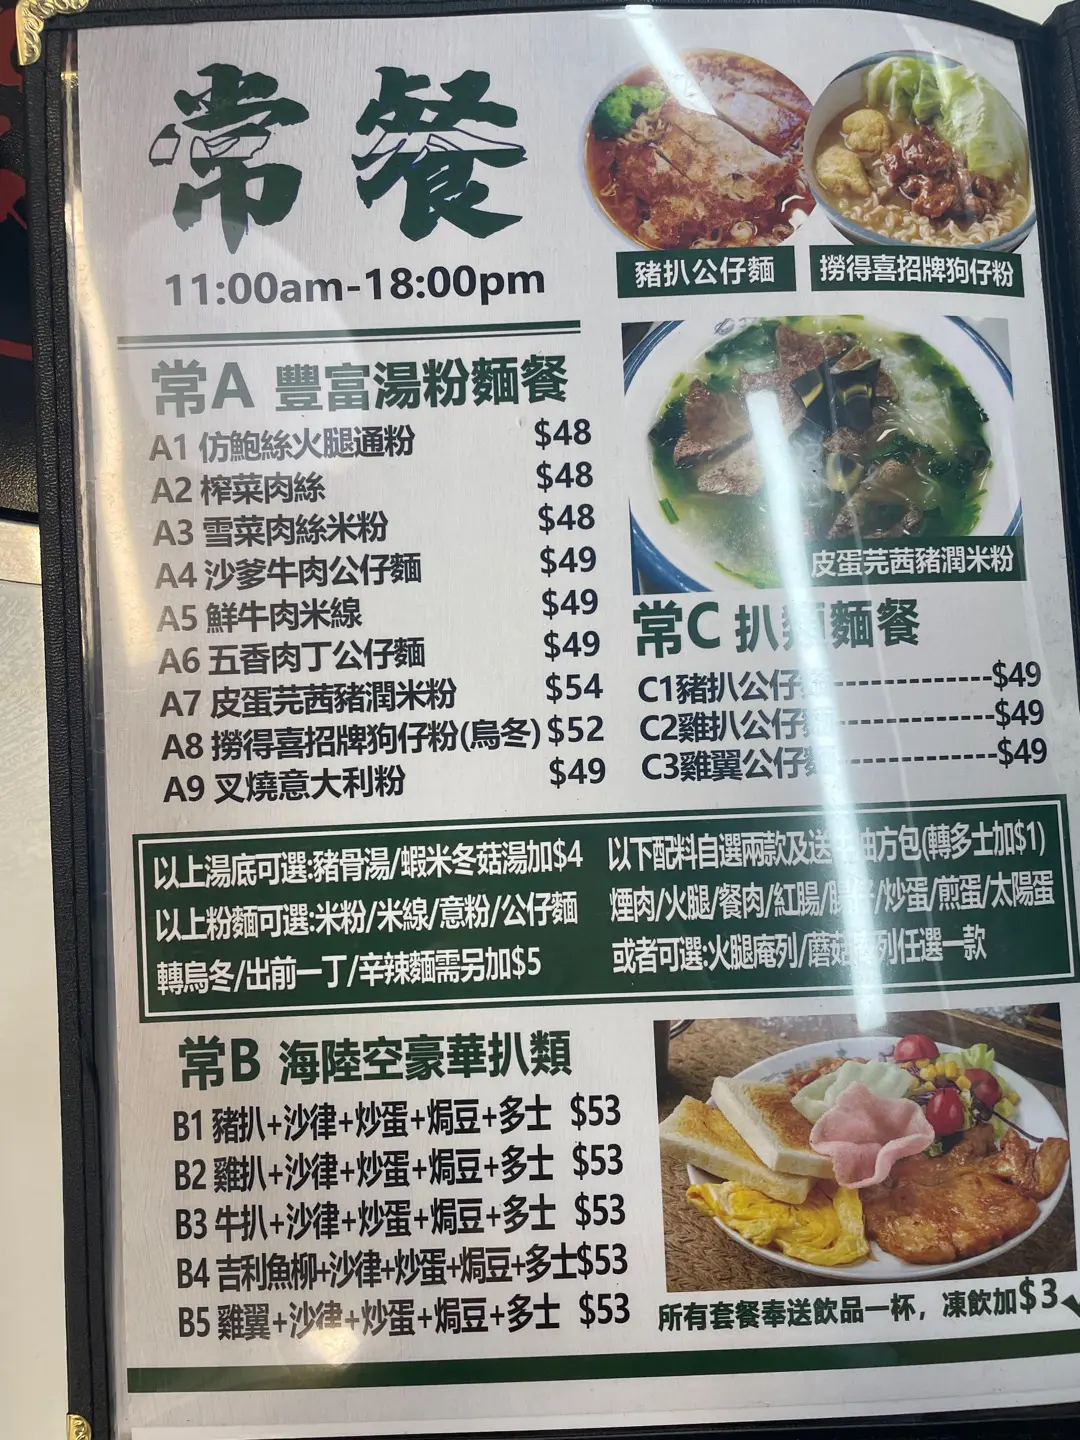 常餐
11:00am-18:00pm
豬扒公仔麵
撈得喜招牌狗仔粉
皮蛋芫茜豬潤米粉
常A 豐富湯粉麵餐
A1 仿鮑絲火腿通粉 $48
A2 榨菜肉絲 $48
A3 雪菜肉絲米粉 $48
A4 沙爹牛肉公仔麵 $49
A5 鮮牛肉米線 $49
A6 五香肉丁公仔麵 $49
A7 皮蛋芫茜豬潤米粉 $54
A8 撈得喜招牌狗仔粉(烏冬) $52
A9 叉燒意大利粉 $49
常C 扒類麵餐
C1豬扒公仔麵-------------$49
C2雞扒公仔麵-------------$49
C3雞翼公仔麵-------------$49
以上湯底可選:豬骨湯/蝦米冬菇湯加$4
以上粉麵可選:米粉/米線/意粉/公仔麵
轉烏冬/出前一丁/辛辣麵需另加$5
以下配料自選兩款及送牛油方包(轉多士加$1)
煙肉/火腿/餐肉/紅腸/腸仔/炒蛋/煎蛋/太陽蛋
或者可選:火腿庵列/蘑菇庵列任選一款
常B 海陸空豪華扒類
B1 豬扒+沙律+炒蛋+焗豆+多士 $53
B2 雞扒+沙律+炒蛋+焗豆+多士 $53
B3 牛扒+沙律+炒蛋+焗豆+多士 $53
B4 吉利魚柳+沙律+炒蛋+焗豆+多士$53
B5 雞翼+沙律+炒蛋+焗豆+多士 $53
所有套餐奉送飲品一杯，凍飲加$3